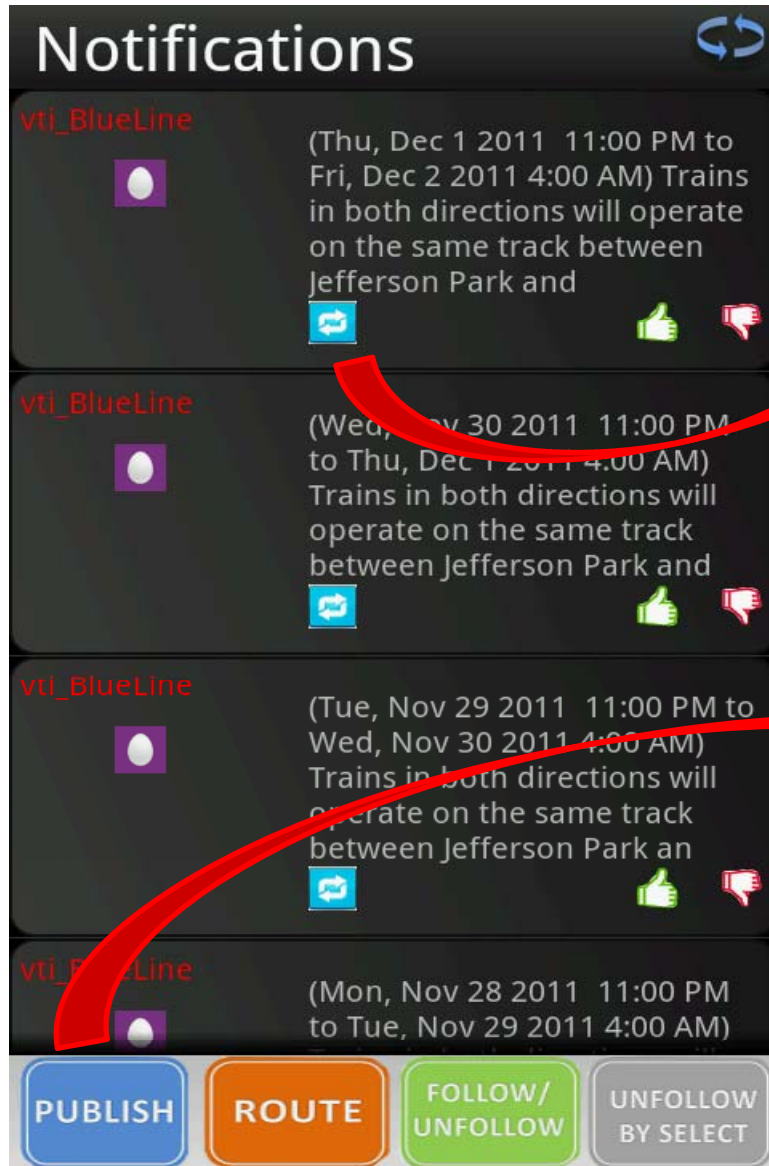 Notifications
vti_BlueLine
(Thu, Dec 1 2011 11:00 PM to
Fri, Dec 2 2011 4:00 AM) Trains
in both directions will operate
on the same track between
Jefferson Park and
vti_BlueLine
(Wed, Nov 30 2011 11:00 PM
to Thu, Dec 1 2011 4:00 AM)
Trains in both directions will
operate on the same track
between Jefferson Park and
vti_BlueLine
(Tue, Nov 29 2011 11:00 PM to
Wed, Nov 30 2011 4:00 AM)
Trains in both directions will
operate on the same track
between Jefferson Park an
vti_BlueLine
(Mon, Nov 28 2011 11:00 PM
to Tue, Nov 29 2011 4:00 AM)
PUBLISH
ROUTE
FOLLOW/
UNFOLLOW
UNFOLLOW
BY SELECT